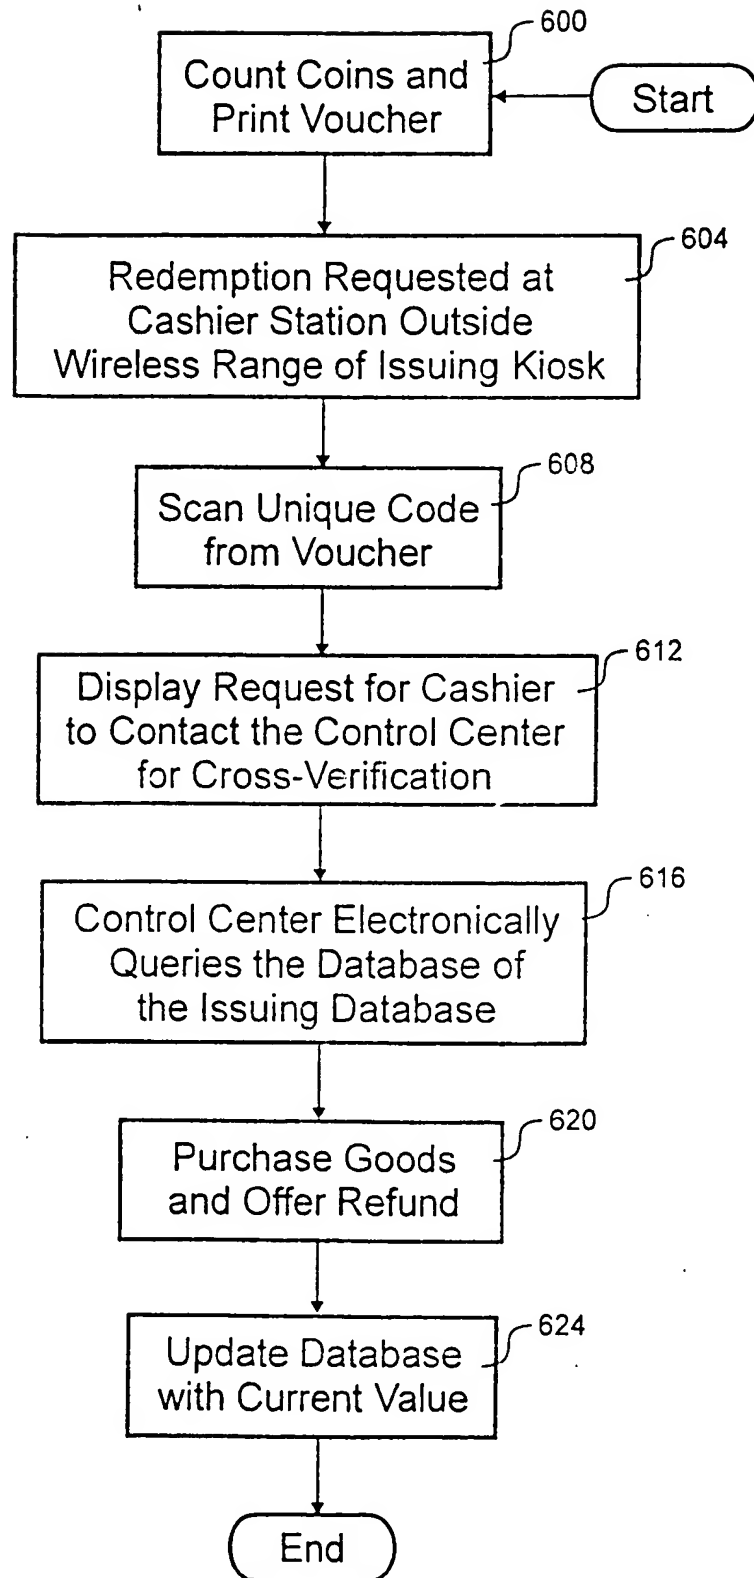 600
Count Coins and
Print Voucher
Start
604
Redemption Requested at
Cashier Station Outside
Wireless Range of Issuing Kiosk
608
Scan Unique Code
from Voucher
612
Display Request for Cashier
to Contact the Control Center
for Cross-Verification
616
Control Center Electronically
Queries the Database of
the Issuing Database
620
Purchase Goods
and Offer Refund
624
Update Database
with Current Value
End